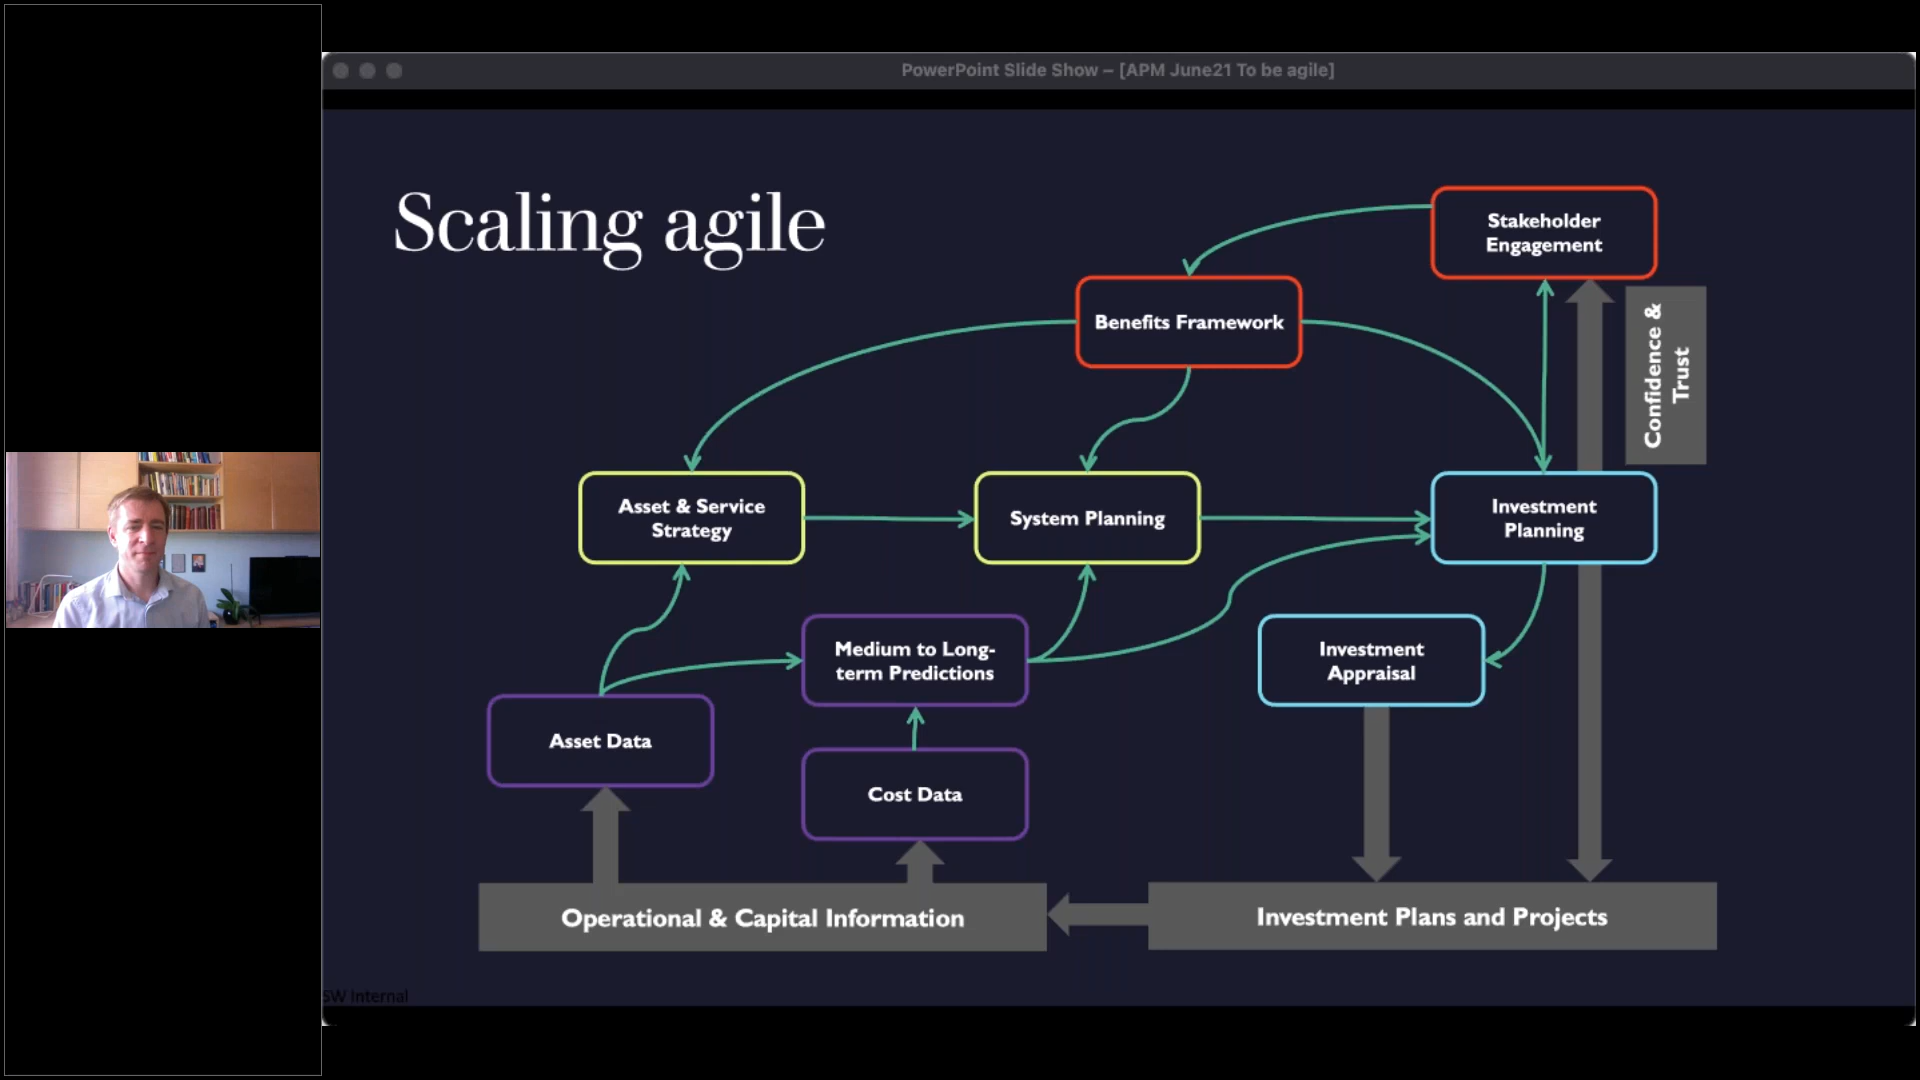 PowerPoint Slide Show – [APM June21 To be agile]
Scaling agile
Stakeholder
Engagement
Benefits Framework
Confidence &
Trust
Asset & Service
Strategy
System Planning
Investment
Planning
Medium to Long-
term Predictions
Investment
Appraisal
Asset Data
Cost Data
Operational & Capital Information
Investment Plans and Projects
SW Internal